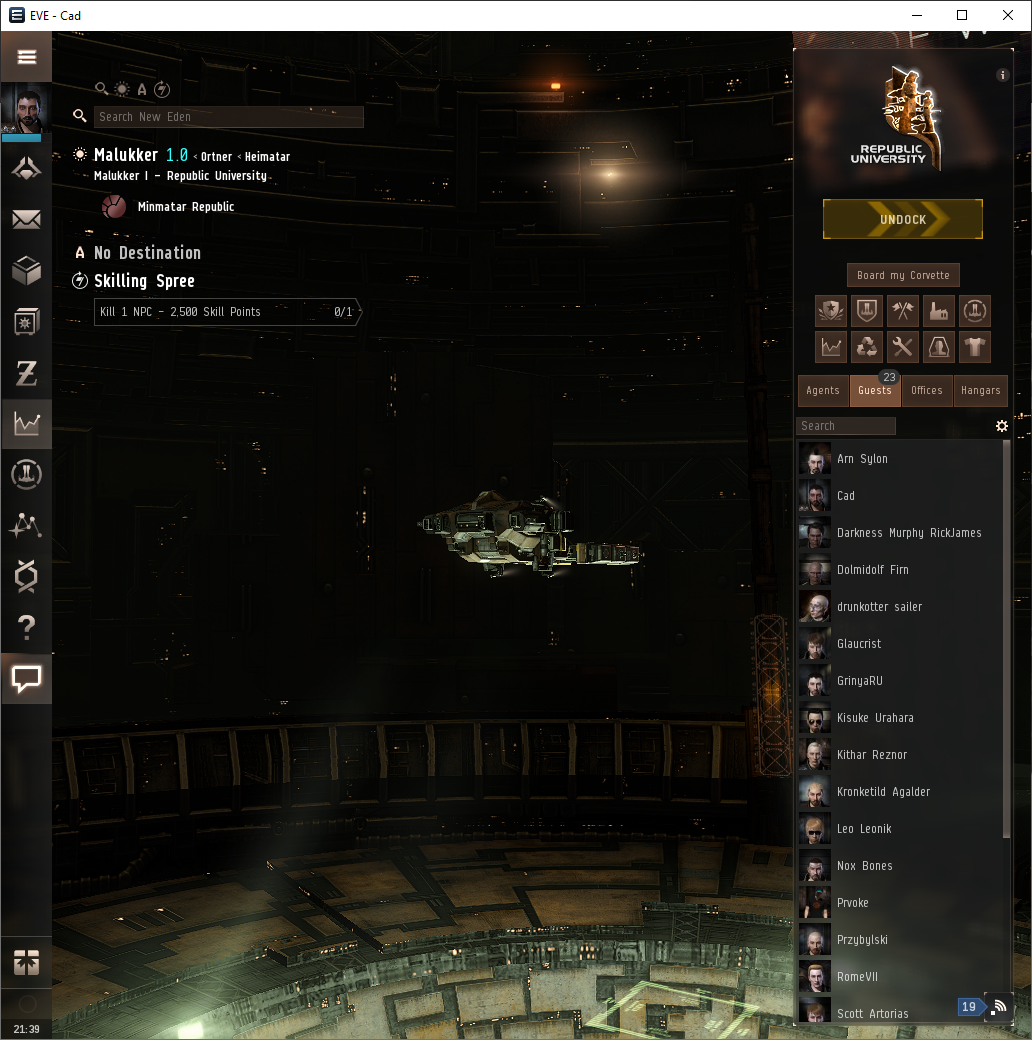 EVE - Cad
Search New Eden
Malukker 1.0 < Ortner < Heimatar
Malukker I - Republic University
Minmatar Republic
No Destination
Skilling Spree
Kill 1 NPC - 2,500 Skill Points 0/1
REPUBLIC
UNIVERSITY
UNDOCK
Board my Corvette
23
Agents Guests Offices Hangars
Search
Arn Sylon
Cad
Darkness Murphy RickJames
Dolmidolf Firn
drunkotter sailer
Glaucrist
GrinyaRU
Kisuke Urahara
Kithar Reznor
Kronketild Agalder
Leo Leonik
Nox Bones
Prvoke
Przybylski
RomeVII
Scott Artorias
19
21:39